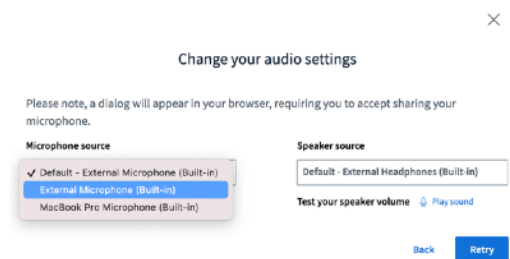 Change your audio settings
Please note, a dialog will appear in your browser, requiring you to accept sharing your
microphone.
Microphone source
Default - External Microphone (Built-in)
External Microphone (Built-in)
MacBook Pro Microphone (Built-in)
Speaker source
Default - External Headphones (Built-in)
Test your speaker volume Play sound
Back
Retry